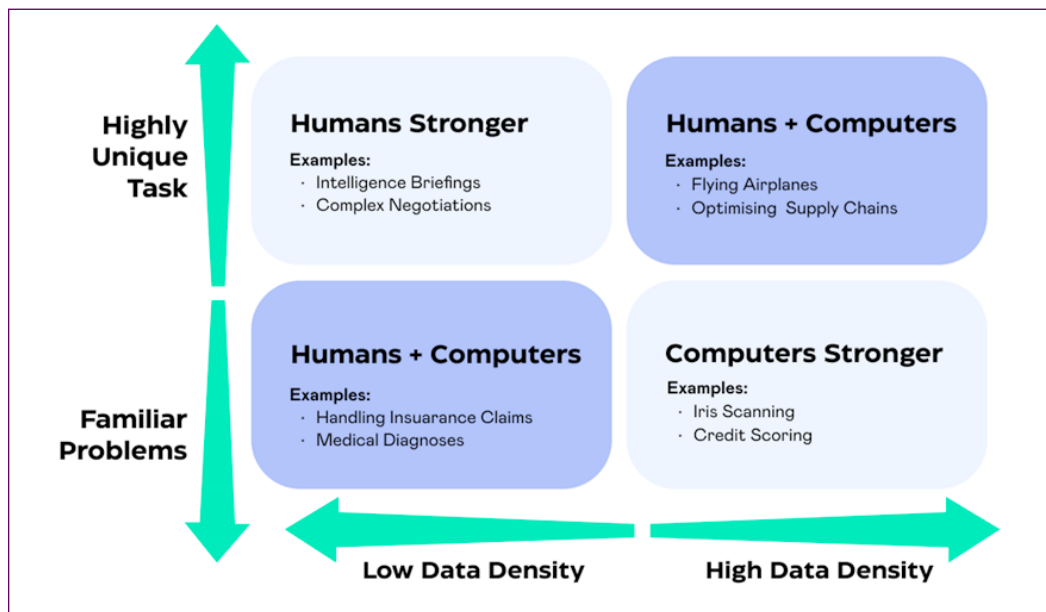 Highly
Unique
Task
Humans Stronger
Examples:
· Intelligence Briefings
· Complex Negotiations
Humans + Computers
Examples:
· Flying Airplanes
· Optimising Supply Chains
Familiar
Problems
Humans + Computers
Examples:
· Handling Insuarance Claims
· Medical Diagnoses
Computers Stronger
Examples:
· Iris Scanning
· Credit Scoring
Low Data Density
High Data Density